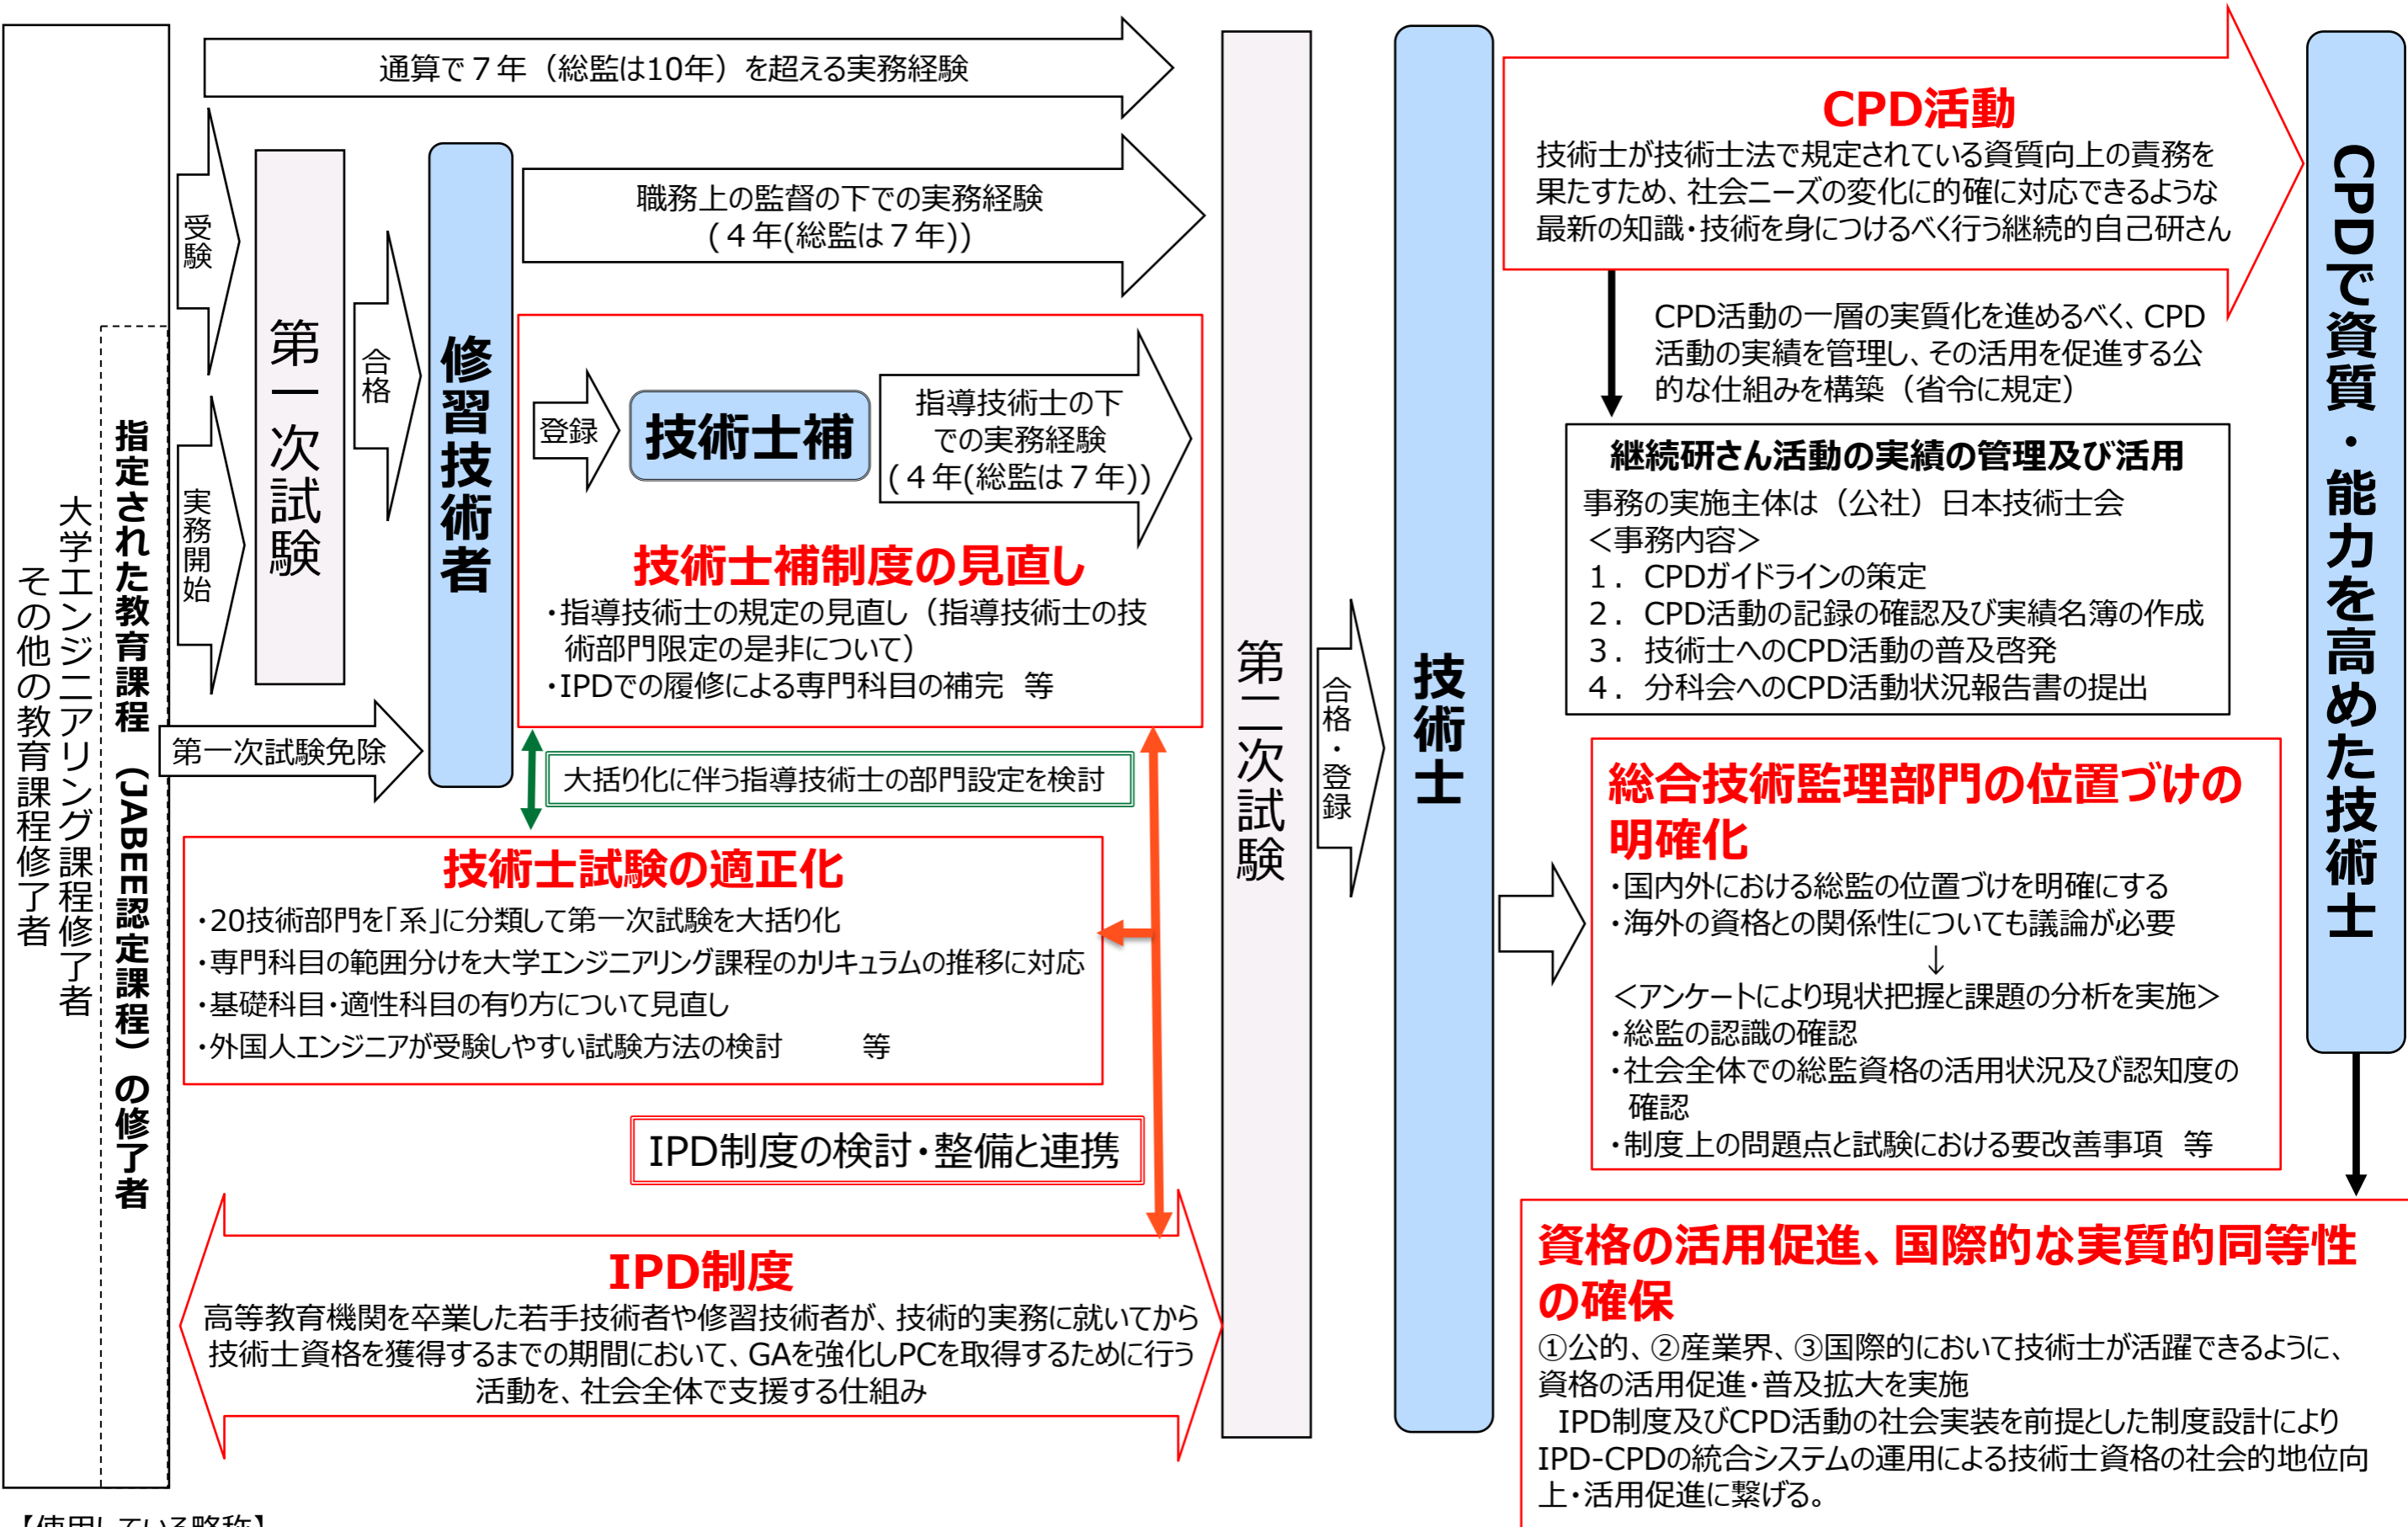 その他の教育課程修了者
大学エンジニアリング課程修了者
指定された教育課程（JABEE認定課程）の修了者
通算で７年（総監は10年）を超える実務経験
受験
実務開始
第一次試験免除
第一次試験
合格
修習技術者
職務上の監督の下での実務経験
(４年(総監は７年))
登録
技術士補
指導技術士の下
での実務経験
(４年(総監は７年))
技術士補制度の見直し
・指導技術士の規定の見直し（指導技術士の技
術部門限定の是非について）
・IPDでの履修による専門科目の補完　等
大括り化に伴う指導技術士の部門設定を検討
技術士試験の適正化
・20技術部門を「系」に分類して第一次試験を大括り化
・専門科目の範囲分けを大学エンジニアリング課程のカリキュラムの推移に対応
・基礎科目・適性科目の有り方について見直し
・外国人エンジニアが受験しやすい試験方法の検討　　　等
IPD制度の検討・整備と連携
IPD制度
高等教育機関を卒業した若手技術者や修習技術者が、技術的実務に就いてから
技術士資格を獲得するまでの期間において、GAを強化しPCを取得するために行う
活動を、社会全体で支援する仕組み
第二次試験
合格・登録
技術士
CPD活動
技術士が技術士法で規定されている資質向上の責務を
果たすため、社会ニーズの変化に的確に対応できるような
最新の知識・技術を身につけるべく行う継続的自己研さん
CPD活動の一層の実質化を進めるべく、CPD
活動の実績を管理し、その活用を促進する公
的な仕組みを構築（省令に規定）
継続研さん活動の実績の管理及び活用
事務の実施主体は（公社）日本技術士会
＜事務内容＞
１．CPDガイドラインの策定
２．CPD活動の記録の確認及び実績名簿の作成
３．技術士へのCPD活動の普及啓発
４．分科会へのCPD活動状況報告書の提出
総合技術監理部門の位置づけの
明確化
・国内外における総監の位置づけを明確にする
・海外の資格との関係性についても議論が必要
↓
＜アンケートにより現状把握と課題の分析を実施＞
・総監の認識の確認
・社会全体での総監資格の活用状況及び認知度の
確認
・制度上の問題点と試験における要改善事項　等
CPDで資質・能力を高めた技術士
資格の活用促進、国際的な実質的同等性
の確保
①公的、②産業界、③国際的において技術士が活躍できるように、
資格の活用促進・普及拡大を実施
IPD制度及びCPD活動の社会実装を前提とした制度設計により
IPD-CPDの統合システムの運用による技術士資格の社会的地位向
上・活用促進に繋げる。
【使用している略称】